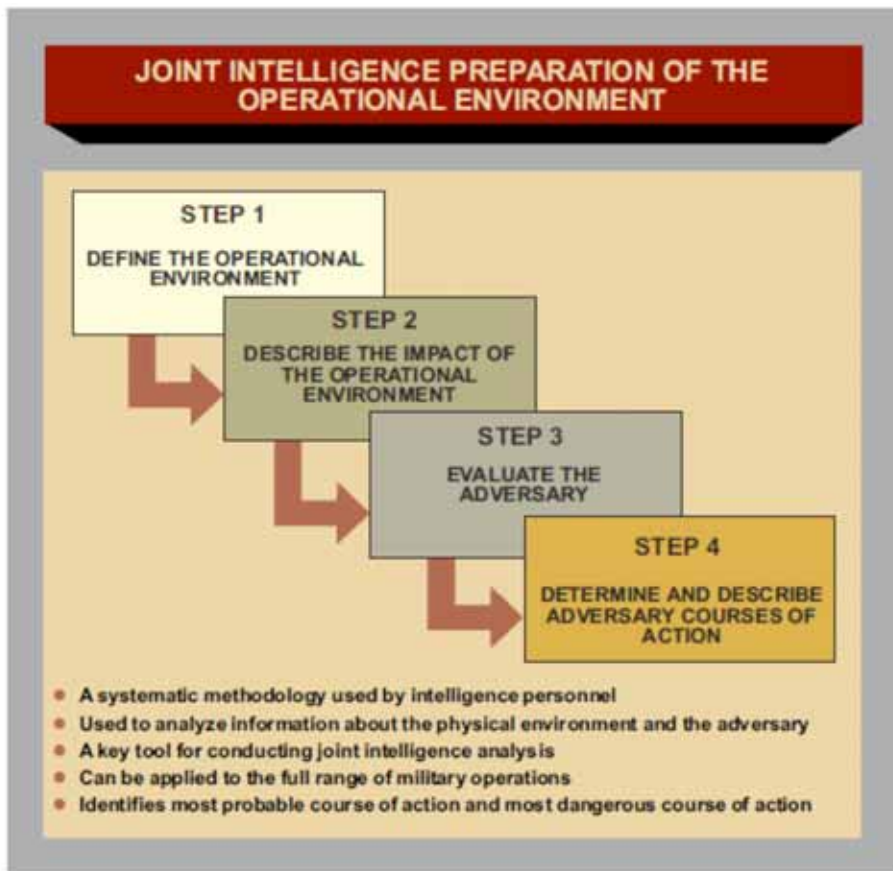 JOINT INTELLIGENCE PREPARATION OF THE
OPERATIONAL ENVIRONMENT
STEP 1
DEFINE THE OPERATIONAL
ENVIRONMENT
STEP 2
DESCRIBE THE IMPACT OF
THE OPERATIONAL
ENVIRONMENT
STEP 3
EVALUATE THE
ADVERSARY
STEP 4
DETERMINE AND DESCRIBE
ADVERSARY COURSES OF
ACTION
A systematic methodology used by intelligence personnel
Used to analyze information about the physical environment and the adversary
A key tool for conducting joint intelligence analysis
Can be applied to the full range of military operations
Identifies most probable course of action and most dangerous course of action